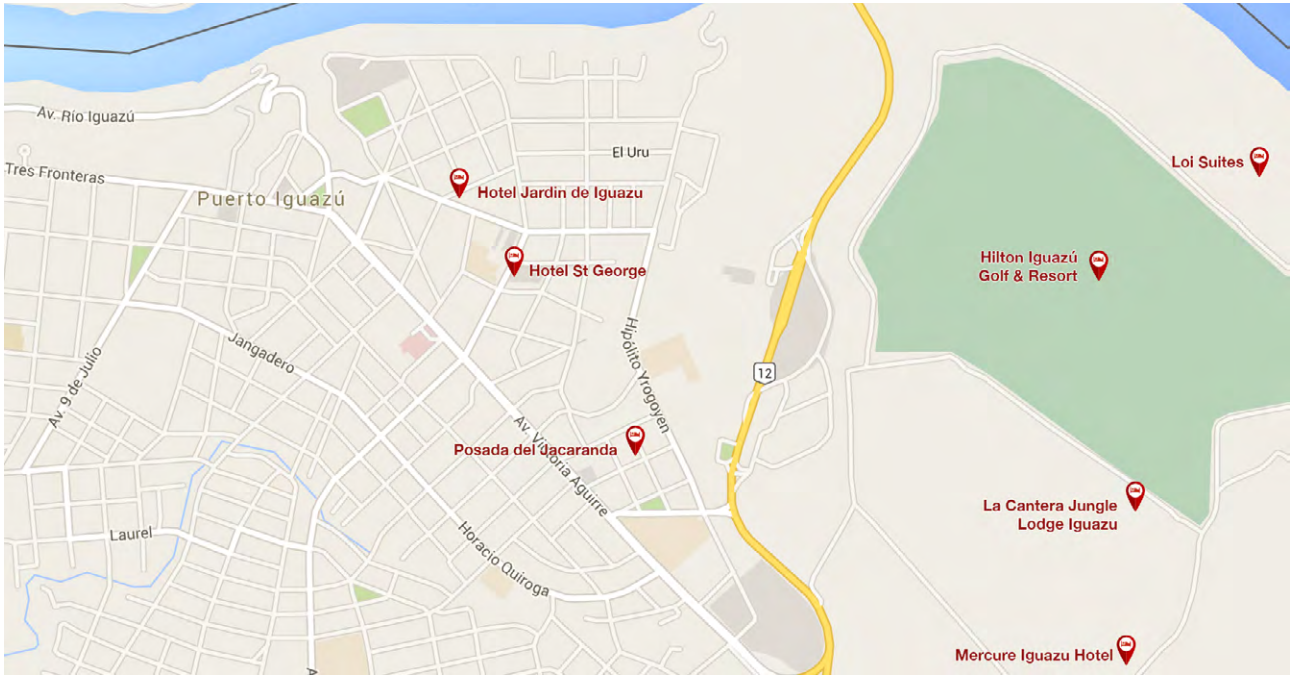 Av. Río Iguazú
El Uru
Tres Fronteras
Loi Suites
Puerto Iguazú
Hotel Jardin de Iguazu
Hilton Iguazú
Golf & Resort
Hotel St George
Jangadero
Hipólito Yrogoyen
12
Av. 9 de Julio
Av. Victoria Aguirre
Posada del Jacaranda
La Cantera Jungle
Lodge Iguazu
Laurel
Horacio Quiroga
Mercure Iguazu Hotel